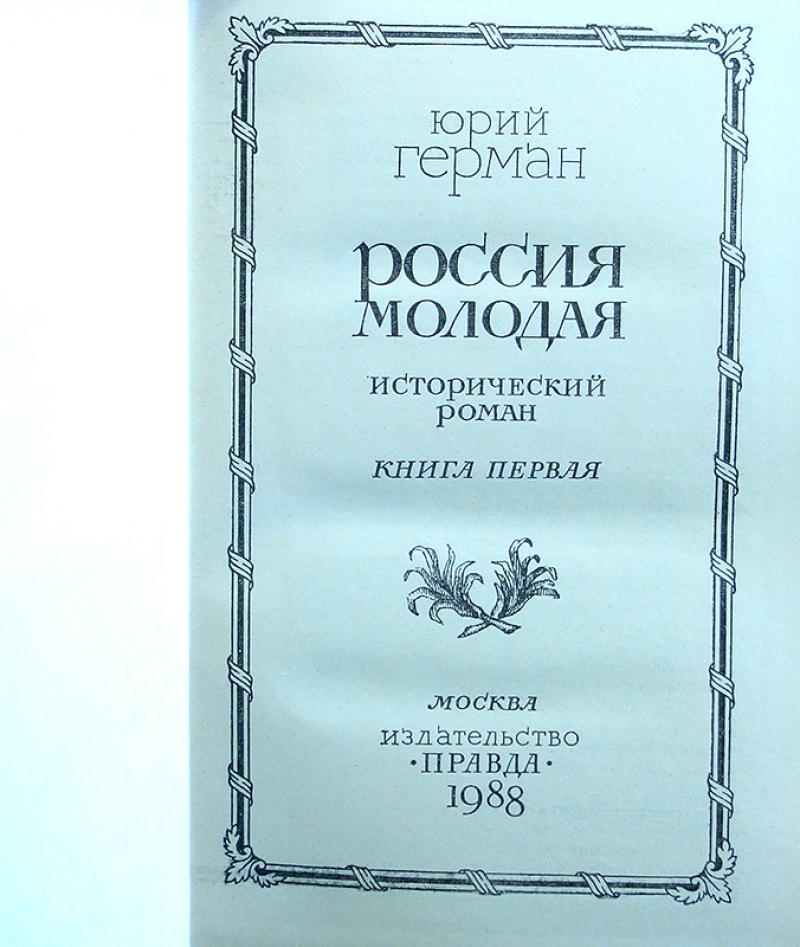 ЮРИЙ
ГЕРМАН
РОССИЯ
МОЛОДАЯ
ИСТОРИЧЕСКИЙ
РОМАН
КНИГА ПЕРВАЯ
МОСКВА
ИЗДАТЕЛЬСТВО
·ПРАВДА·
1988